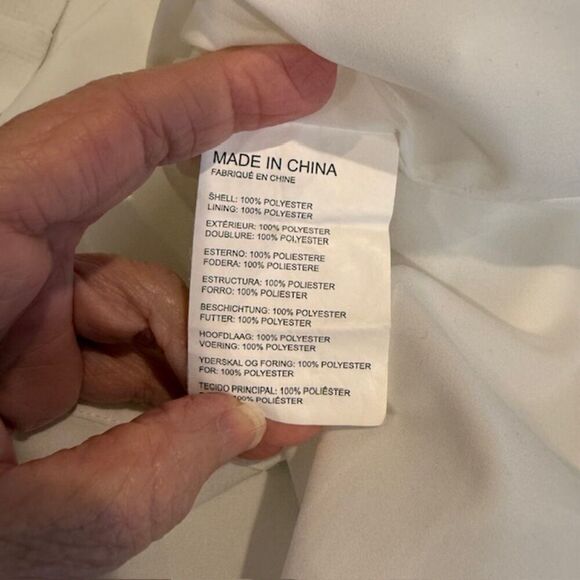 MADE IN CHINA
FABRIQUÉ EN CHINE
SHELL: 100% POLYESTER
LINING: 100% POLYESTER
EXTÉRIEUR: 100% POLYESTER
DOUBLURE: 100% POLYESTER
ESTERNO: 100% POLIESTERE
FODERA: 100% POLIESTERE
ESTRUCTURA: 100% POLIESTER
FORRO: 100% POLIESTER
BESCHICHTUNG: 100% POLYESTER
FUTTER: 100% POLYESTER
HOOFDLAAG: 100% POLYESTER
VOERING: 100% POLYESTER
YDERSKAL OG FORING: 100% POLYESTER
FOR: 100% POLYESTER
TECIDO PRINCIPAL: 100% POLIÉSTER
100% POLIÉSTER